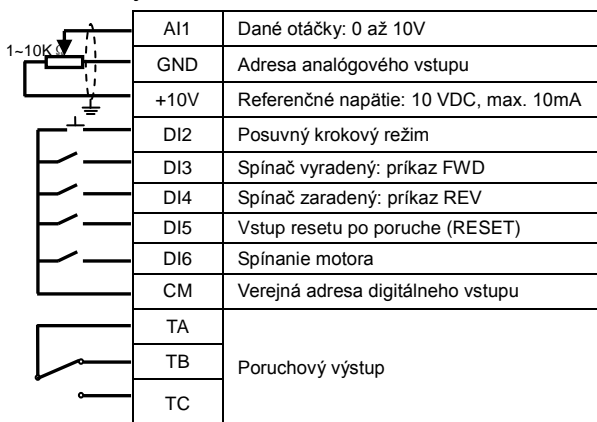 AI1 Dané otáčky: 0 až 10V
1~10KΩ
GND Adresa analógového vstupu
+10V Referenčné napätie: 10 VDC, max. 10mA
DI2 Posuvný krokový režim
DI3 Spínač vyradený: príkaz FWD
DI4 Spínač zaradený: príkaz REV
DI5 Vstup resetu po poruche (RESET)
DI6 Spínanie motora
CM Verejná adresa digitálneho vstupu
TA
TB Poruchový výstup
TC